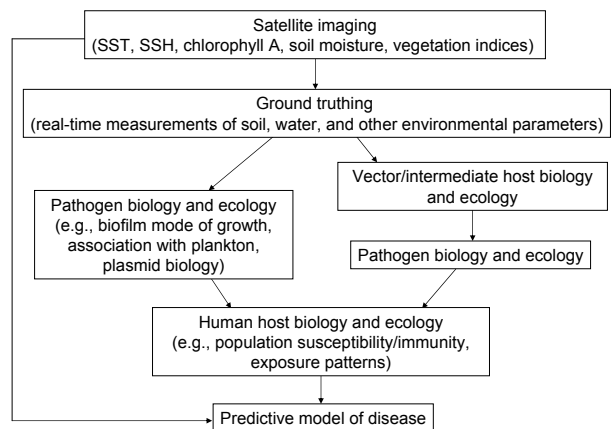 Satellite imaging
(SST, SSH, chlorophyll A, soil moisture, vegetation indices)
Ground truthing
(real-time measurements of soil, water, and other environmental parameters)
Pathogen biology and ecology
(e.g., biofilm mode of growth,
association with plankton,
plasmid biology)
Vector/intermediate host biology
and ecology
Pathogen biology and ecology
Human host biology and ecology
(e.g., population susceptibility/immunity,
exposure patterns)
Predictive model of disease